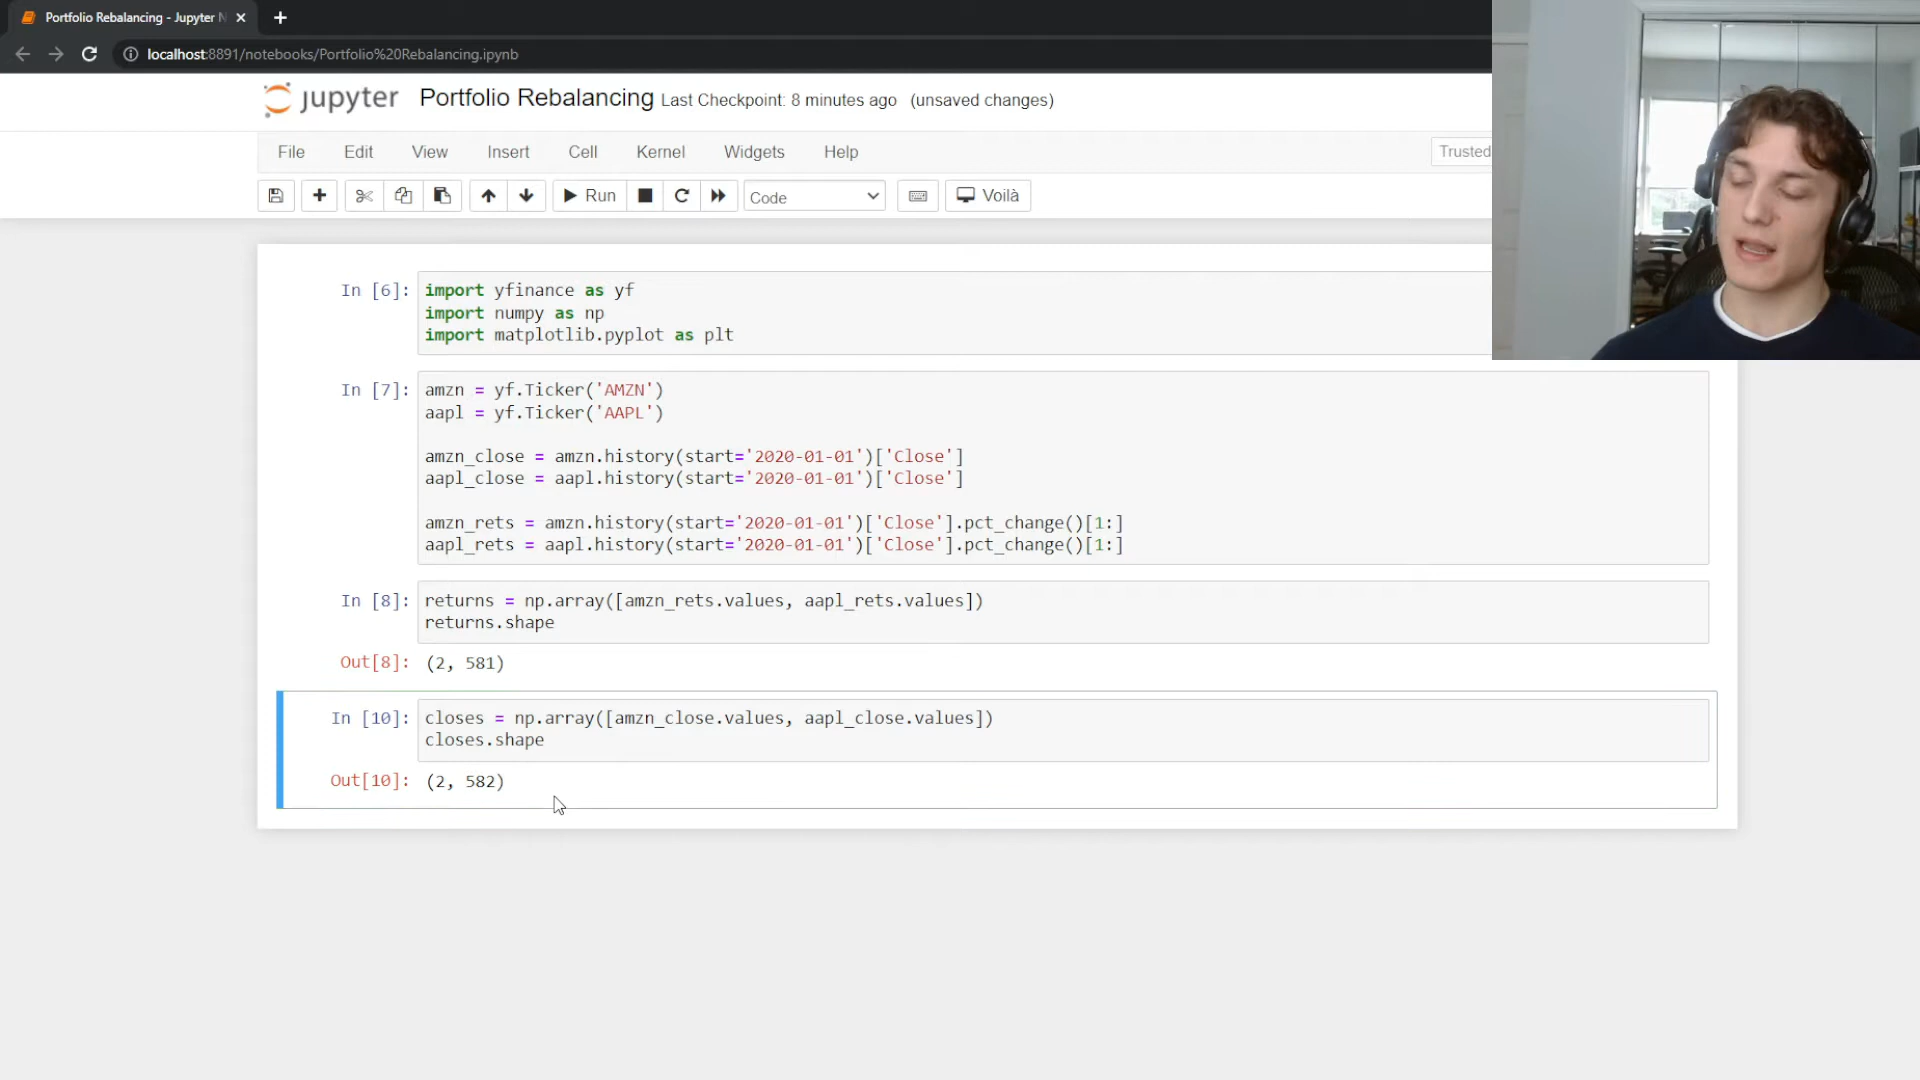 Portfolio Rebalancing - Jupyter N
localhost:8891/notebooks/Portfolio%20Rebalancing.ipynb
jupyter Portfolio Rebalancing Last Checkpoint: 8 minutes ago (unsaved changes)
File Edit View Insert Cell Kernel Widgets Help Trusted
Run Code Voilà
In [6]: import yfinance as yf
import numpy as np
import matplotlib.pyplot as plt
In [7]: amzn = yf.Ticker('AMZN')
aapl = yf.Ticker('AAPL')
amzn_close = amzn.history(start='2020-01-01')['Close']
aapl_close = aapl.history(start='2020-01-01')['Close']
amzn_rets = amzn.history(start='2020-01-01')['Close'].pct_change()[1:]
aapl_rets = aapl.history(start='2020-01-01')['Close'].pct_change()[1:]
In [8]: returns = np.array([amzn_rets.values, aapl_rets.values])
returns.shape
Out[8]: (2, 581)
In [10]: closes = np.array([amzn_close.values, aapl_close.values])
closes.shape
Out[10]: (2, 582)